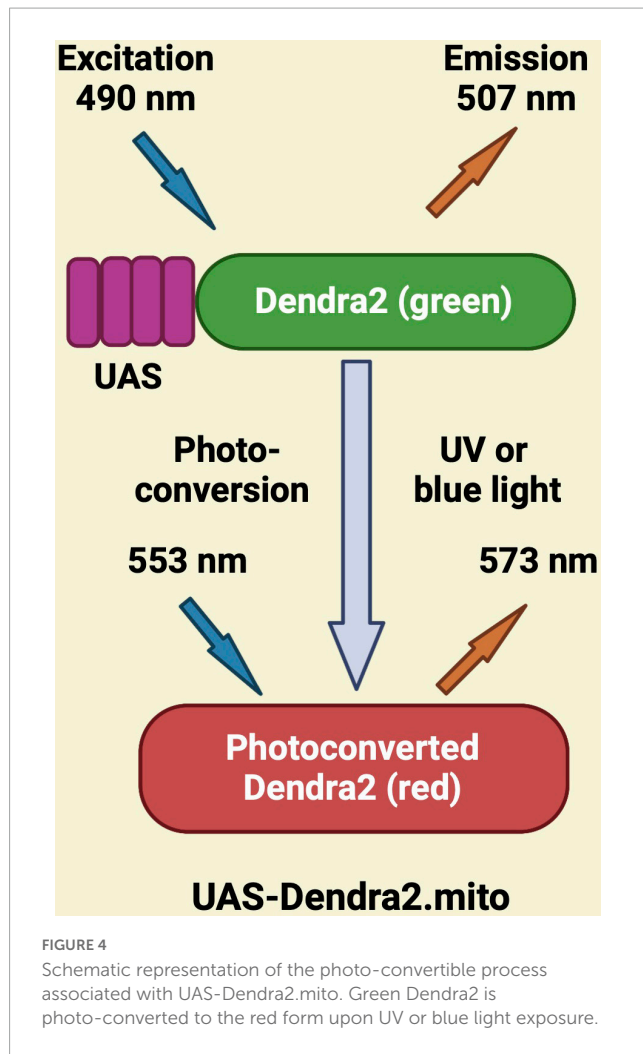 Excitation
490 nm
Emission
507 nm
Dendra2 (green)
UAS
Photo-
conversion
UV or
blue light
553 nm
573 nm
Photoconverted
Dendra2 (red)
UAS-Dendra2.mito
FIGURE 4
Schematic representation of the photo-convertible process
associated with UAS-Dendra2.mito. Green Dendra2 is
photo-converted to the red form upon UV or blue light exposure.